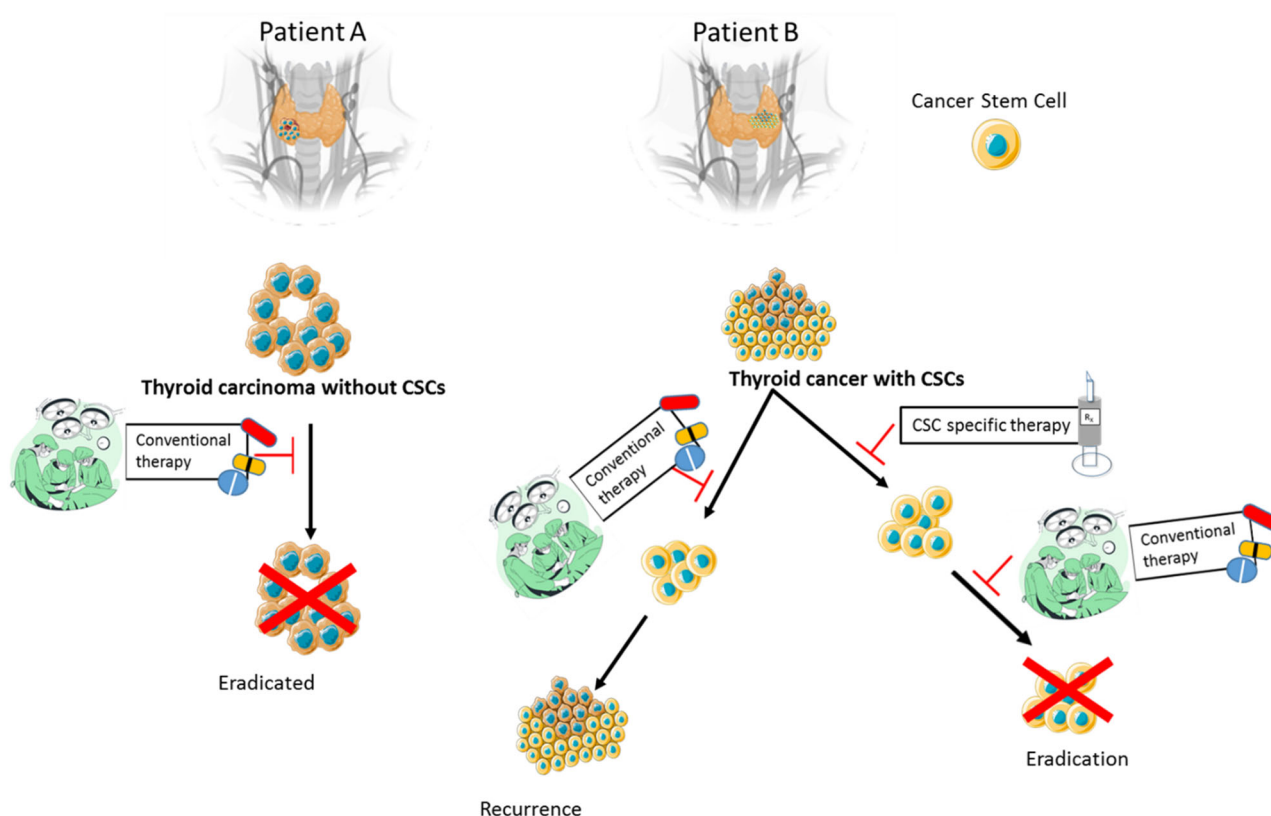 Patient A
Patient B
Cancer Stem Cell
Thyroid carcinoma without CSCs
Thyroid cancer with CSCs
Conventional
therapy
Conventional
therapy
CSC specific therapy
Rx
Conventional
therapy
Eradicated
Eradication
Recurrence